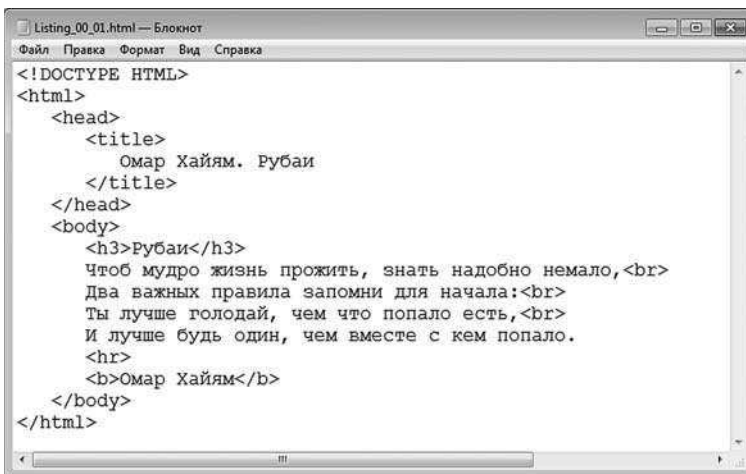 Listing_00_01.html — Блокнот
Файл Правка Формат Вид Справка
<!DOCTYPE HTML>
<html>
<head>
<title>
Омар Хайям. Рубаи
</title>
</head>
<body>
<h3>Рубаи</h3>
Чтоб мудро жизнь прожить, знать надобно немало,<br>
Два важных правила запомни для начала:<br>
Ты лучше голодай, чем что попало есть,<br>
И лучше будь один, чем вместе с кем попало.
<hr>
<b>Омар Хайям</b>
</body>
</html>